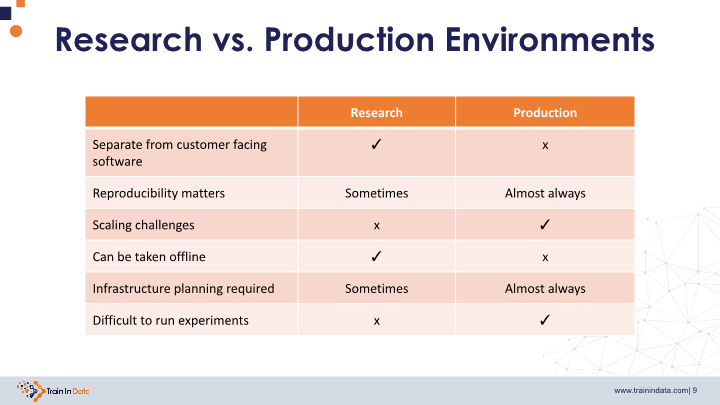 Research vs. Production Environments
Research Production
Separate from customer facing
software ✓ x
Reproducibility matters Sometimes Almost always
Scaling challenges x ✓
Can be taken offline ✓ x
Infrastructure planning required Sometimes Almost always
Difficult to run experiments x ✓
Train In Data
www.trainindata.com| 9